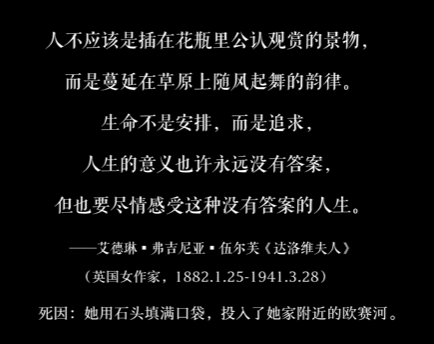 人不应该是插在花瓶里公认观赏的景物，
而是蔓延在草原上随风起舞的韵律。
生命不是安排，而是追求，
人生的意义也许永远没有答案，
但也要尽情感受这种没有答案的人生。
——艾德琳▪弗吉尼亚▪伍尔芙《达洛维夫人》
（英国女作家，1882.1.25-1941.3.28）
死因：她用石头填满口袋，投入了她家附近的欧赛河。